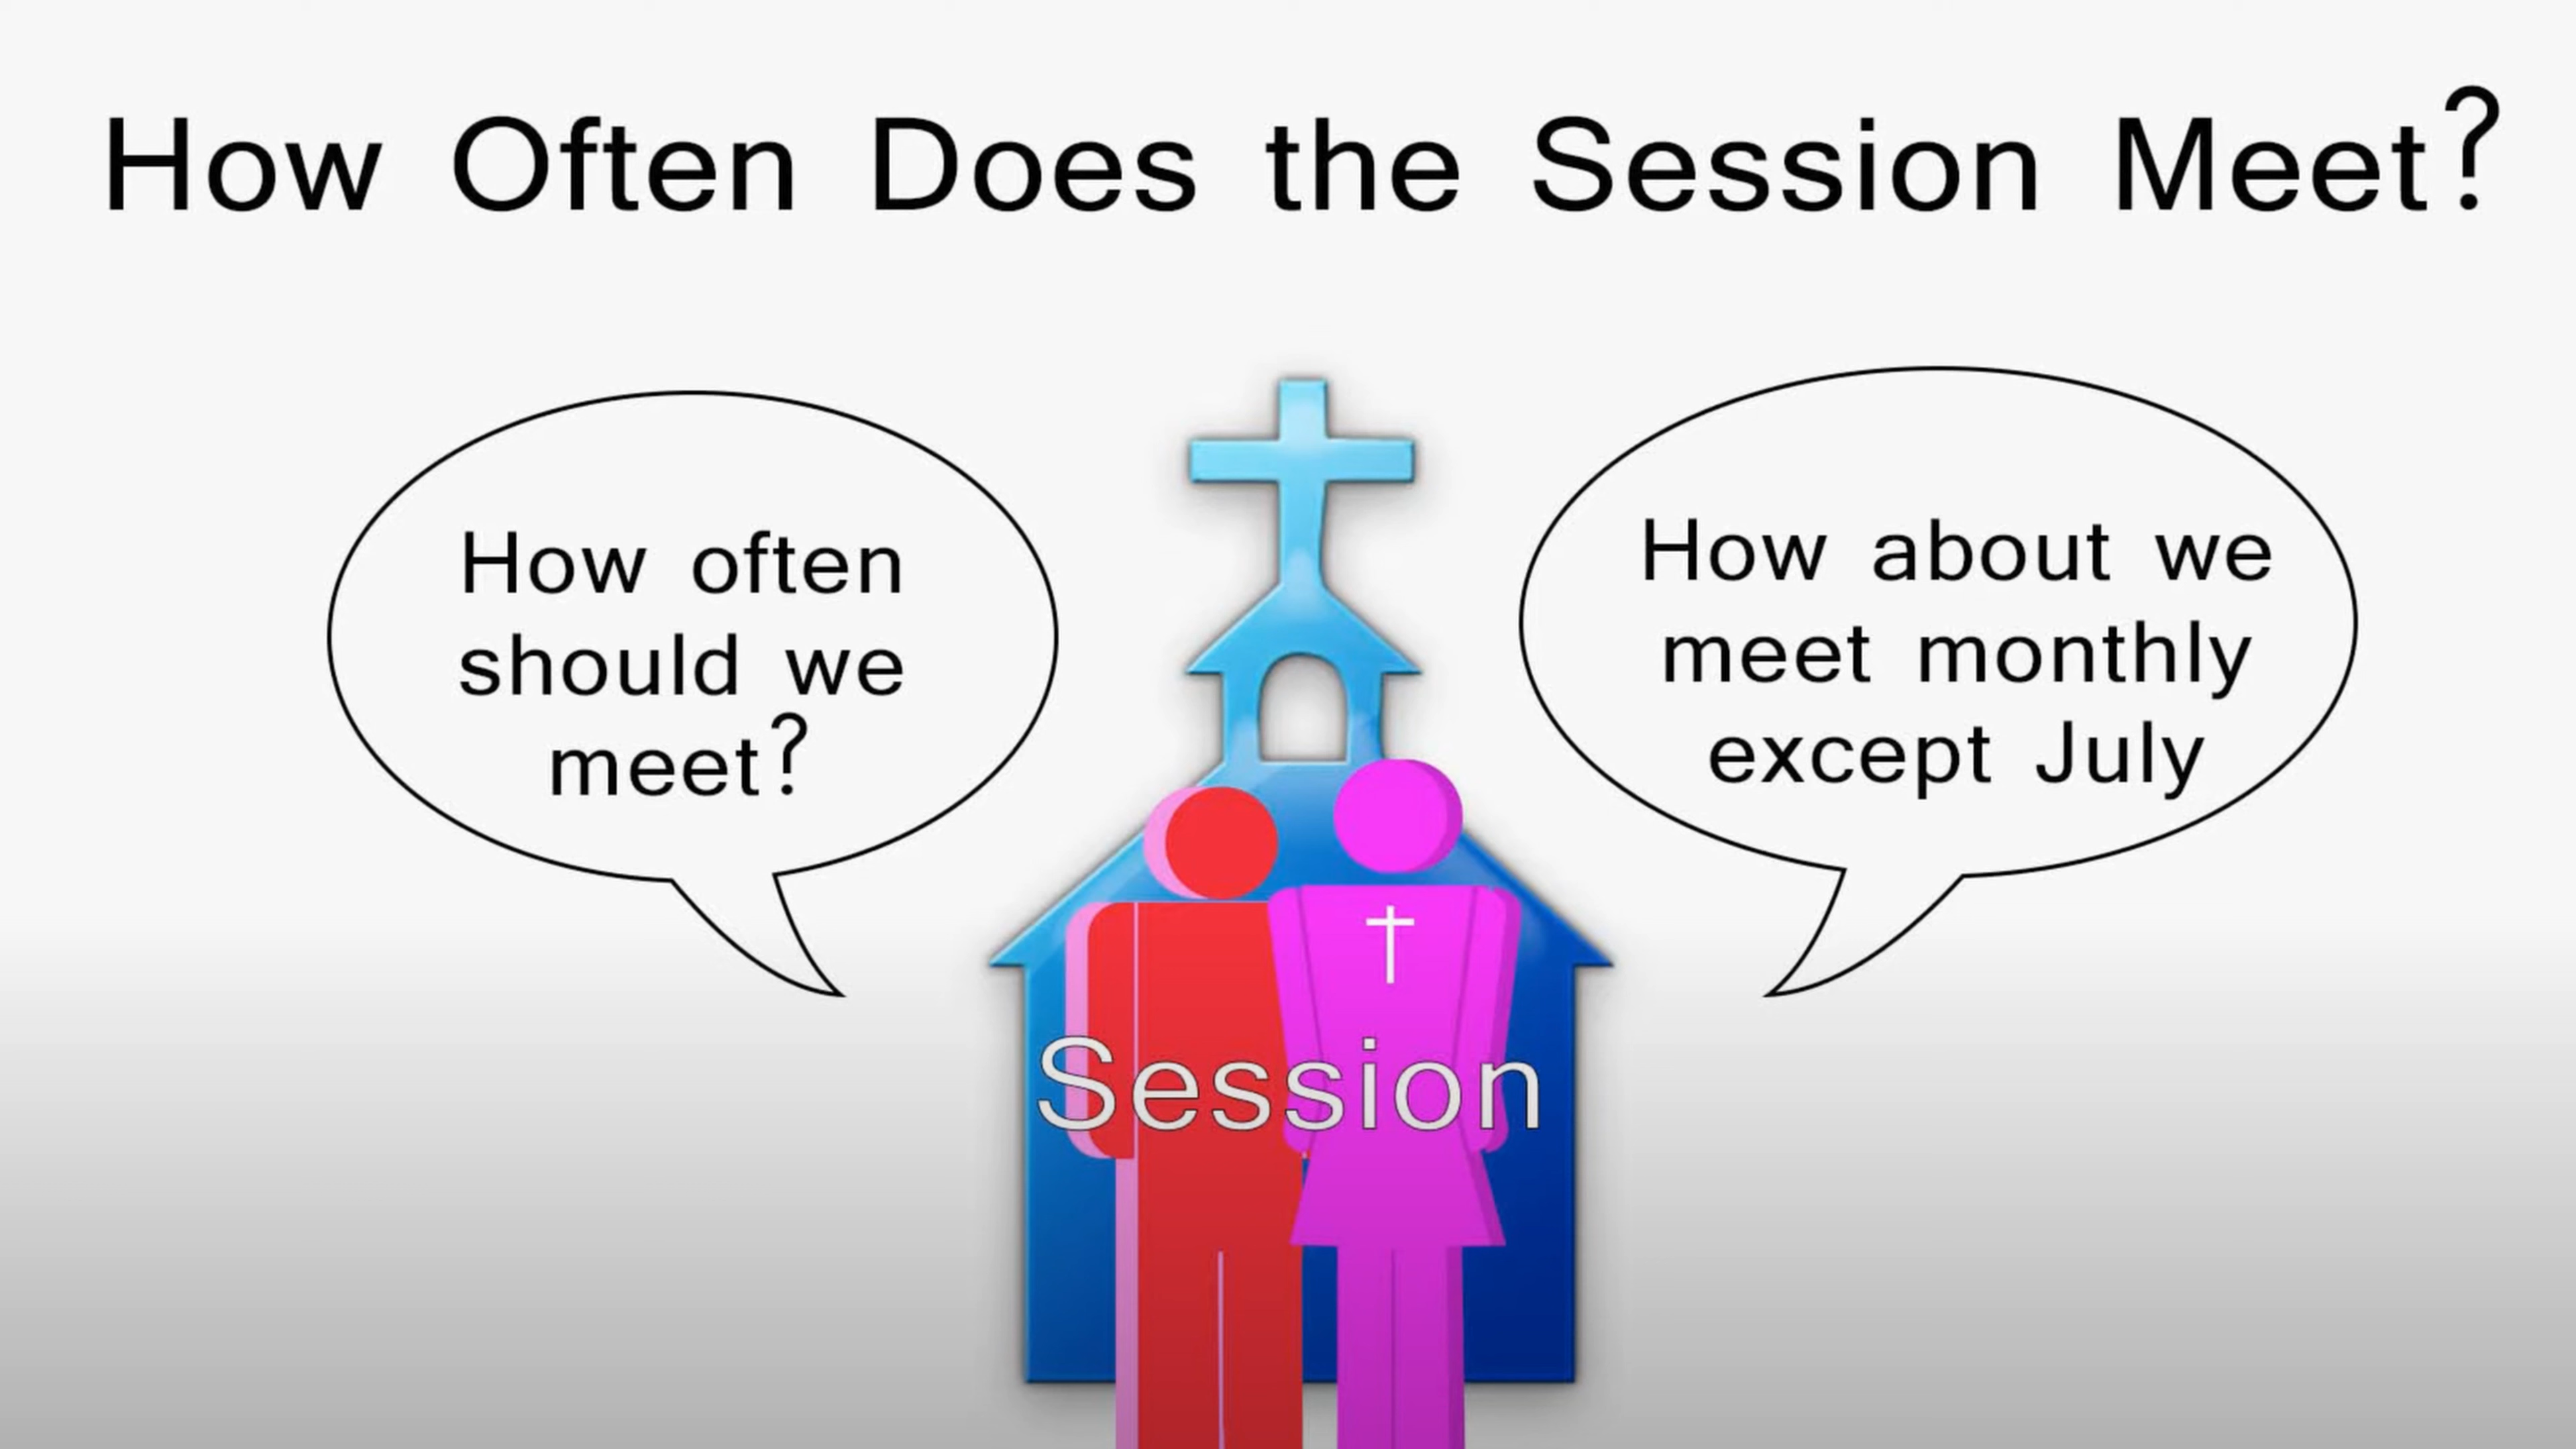 How Often Does the Session Meet?
How often
should we
meet?
How about we
meet monthly
except July
Session